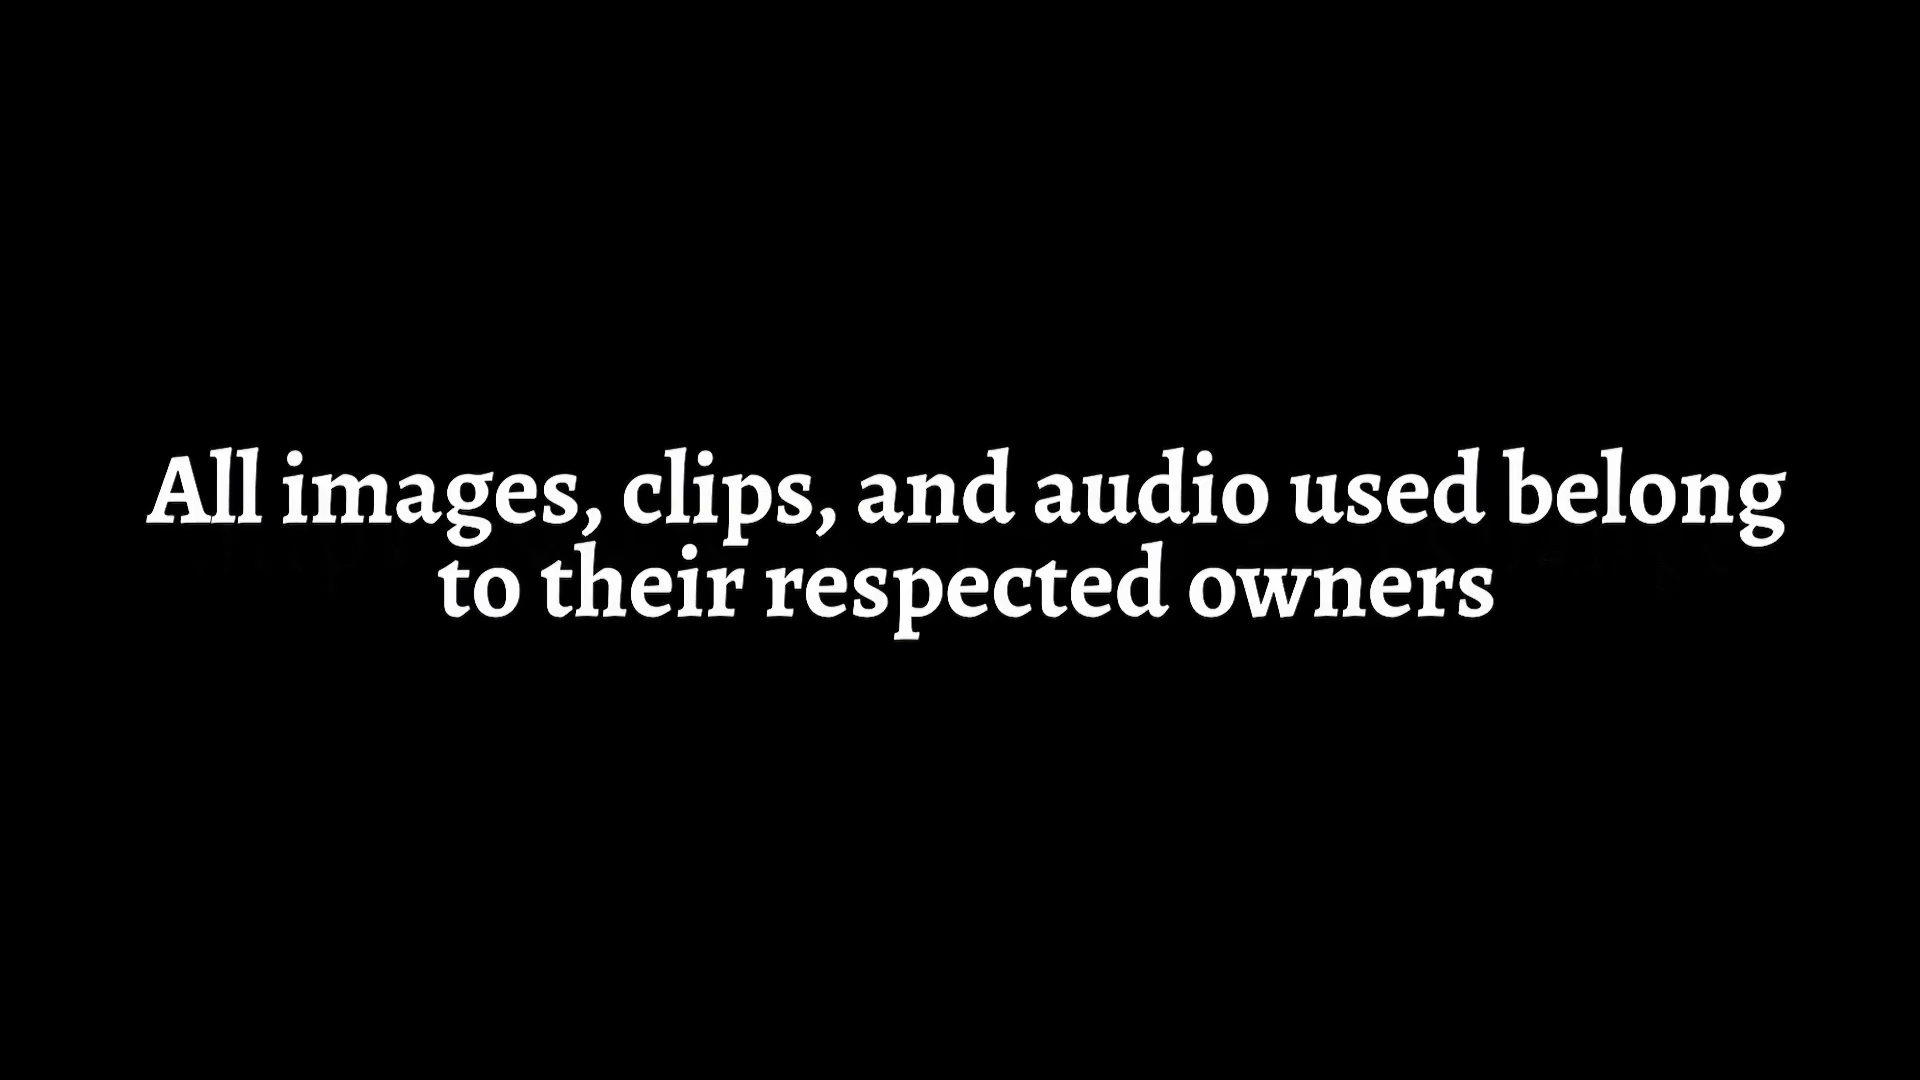 All images, clips, and audio used belong
to their respected owners